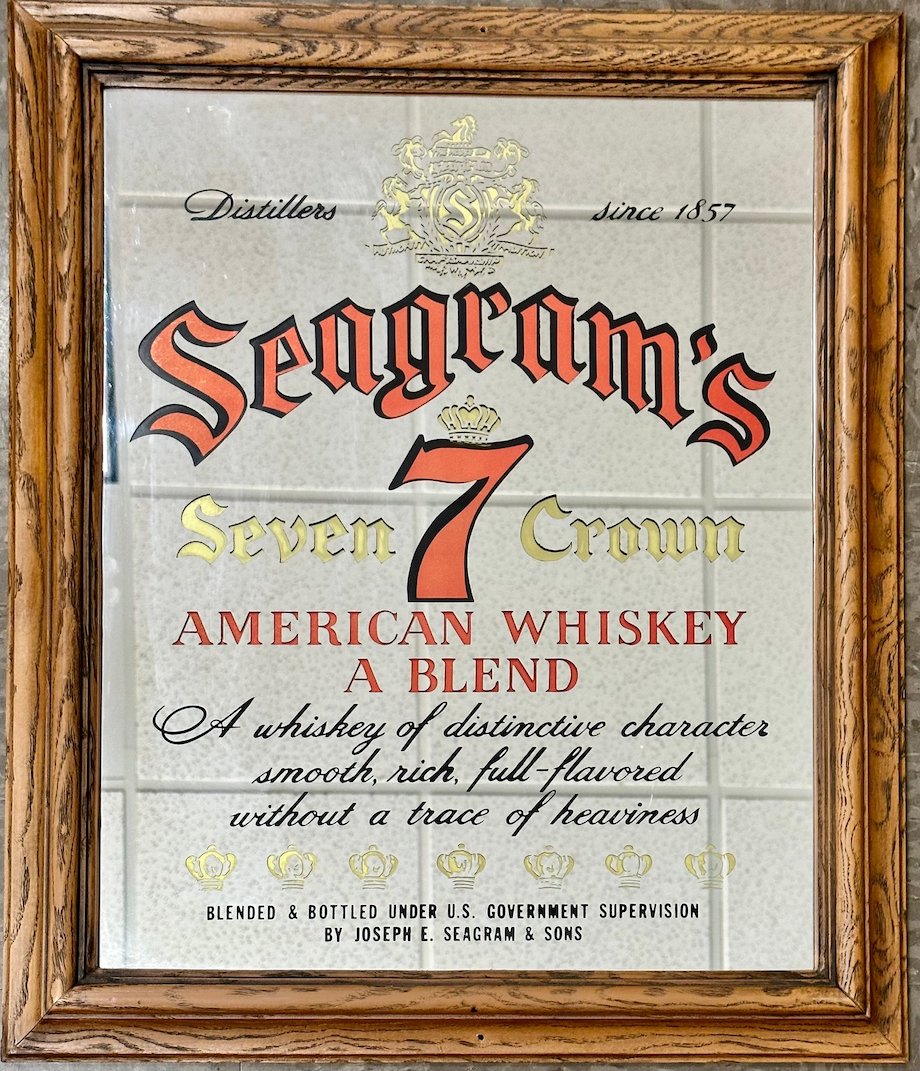 Distillers since 1857
S
Seagram's
7
Seven Crown
AMERICAN WHISKEY
A BLEND
A whiskey of distinctive character
smooth, rich, full-flavored
without a trace of heaviness
BLENDED & BOTTLED UNDER U.S. GOVERNMENT SUPERVISION
BY JOSEPH E. SEAGRAM & SONS